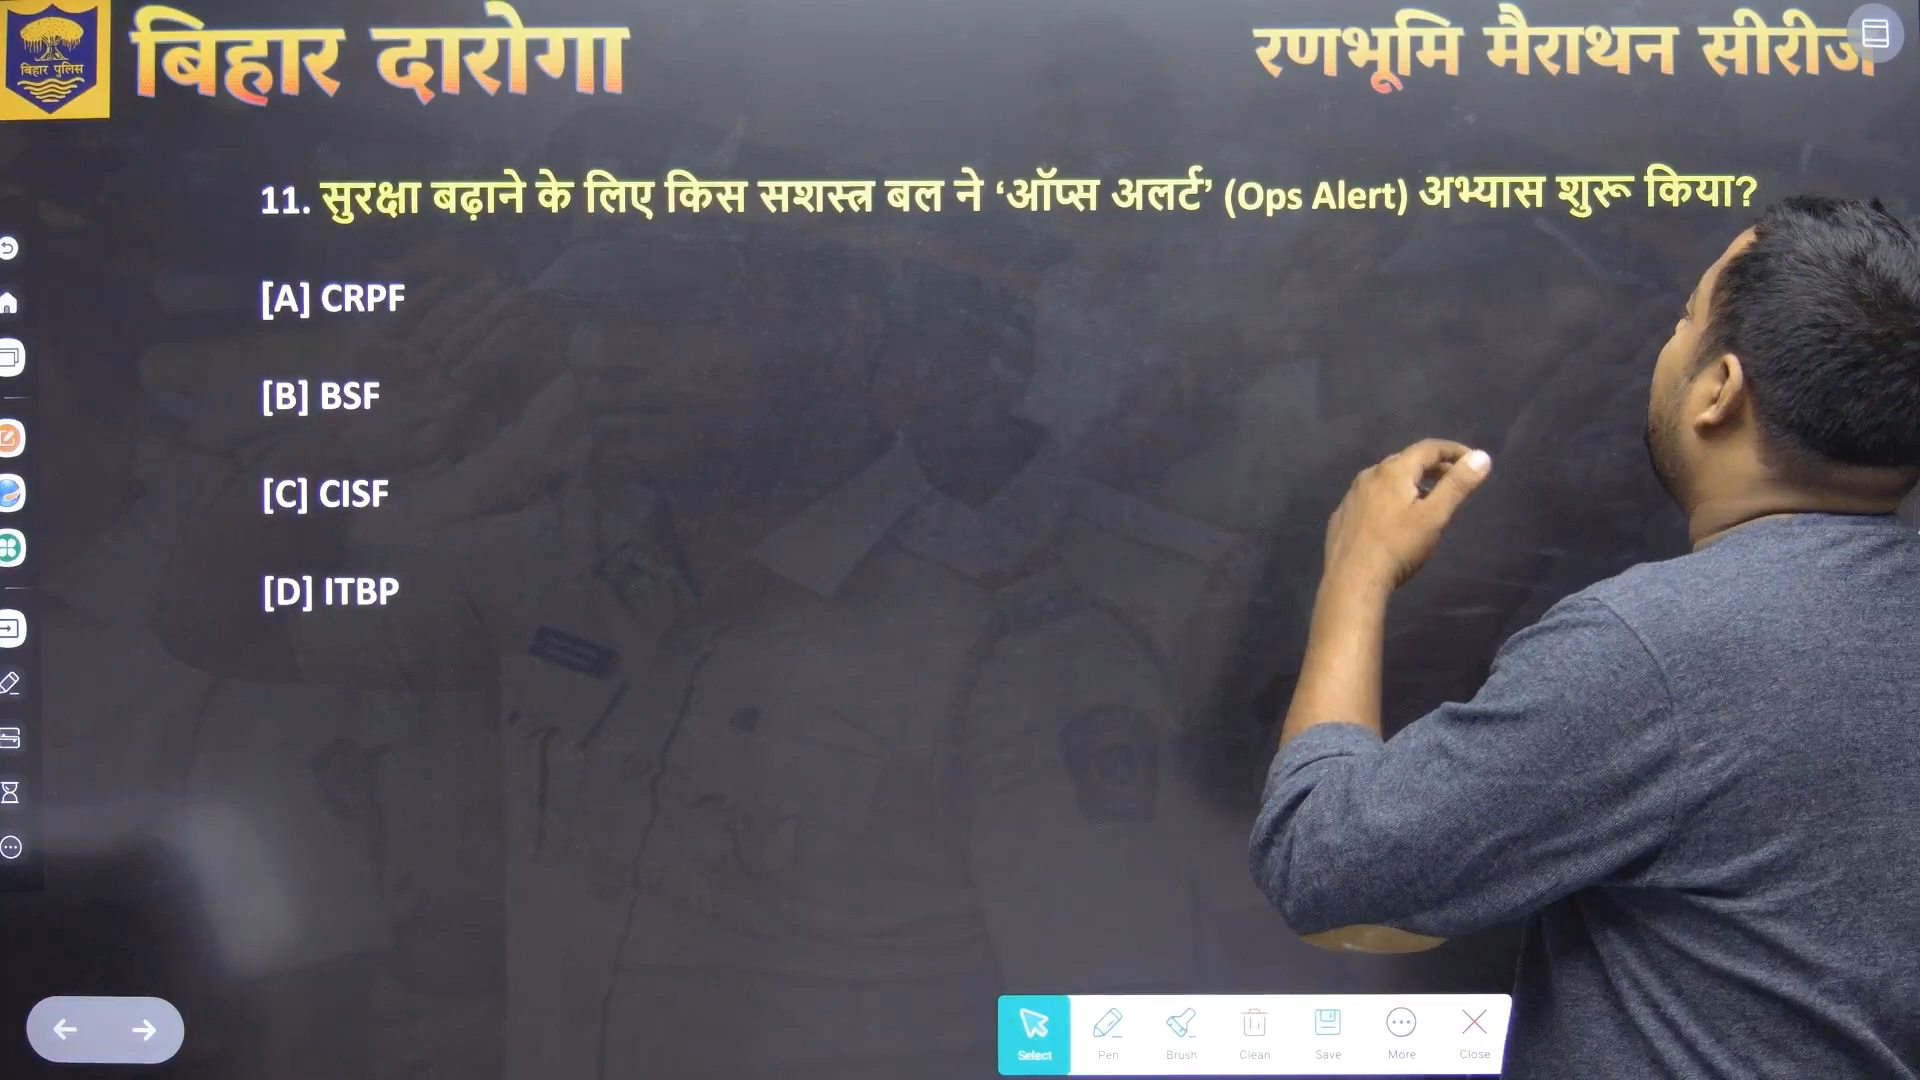 बिहार पुलिस
बिहार दारोगा
रणभूमि मैराथन सीरीज
11. सुरक्षा बढ़ाने के लिए किस सशस्त्र बल ने ‘ऑप्स अलर्ट’ (Ops Alert) अभ्यास शुरू किया?
[A] CRPF
[B] BSF
[C] CISF
[D] ITBP
Select Pen Brush Clean Save More Close